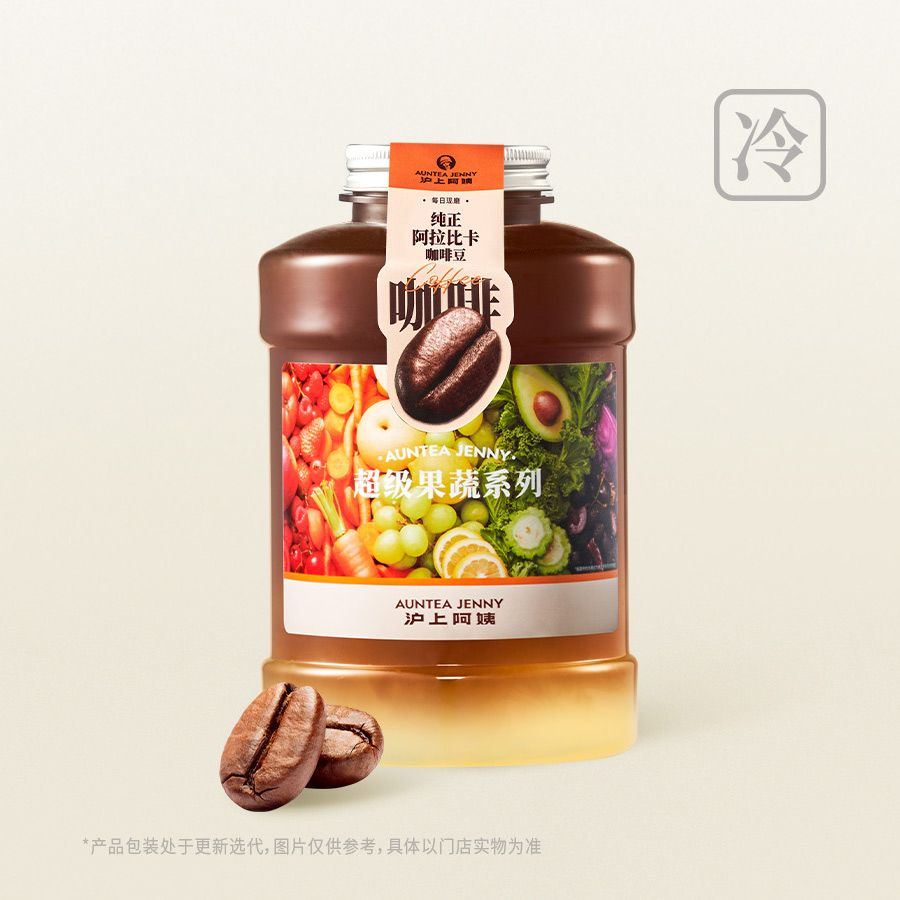 冷
AUNTEA JENNY
沪上阿姨
• 每日现磨 •
纯正
阿拉比卡
咖啡豆
Coffee
咖啡
·AUNTEA JENNY·
超级果蔬系列
AUNTEA JENNY
沪上阿姨
*产品包装处于更新迭代,图片仅供参考,具体以门店实物为准